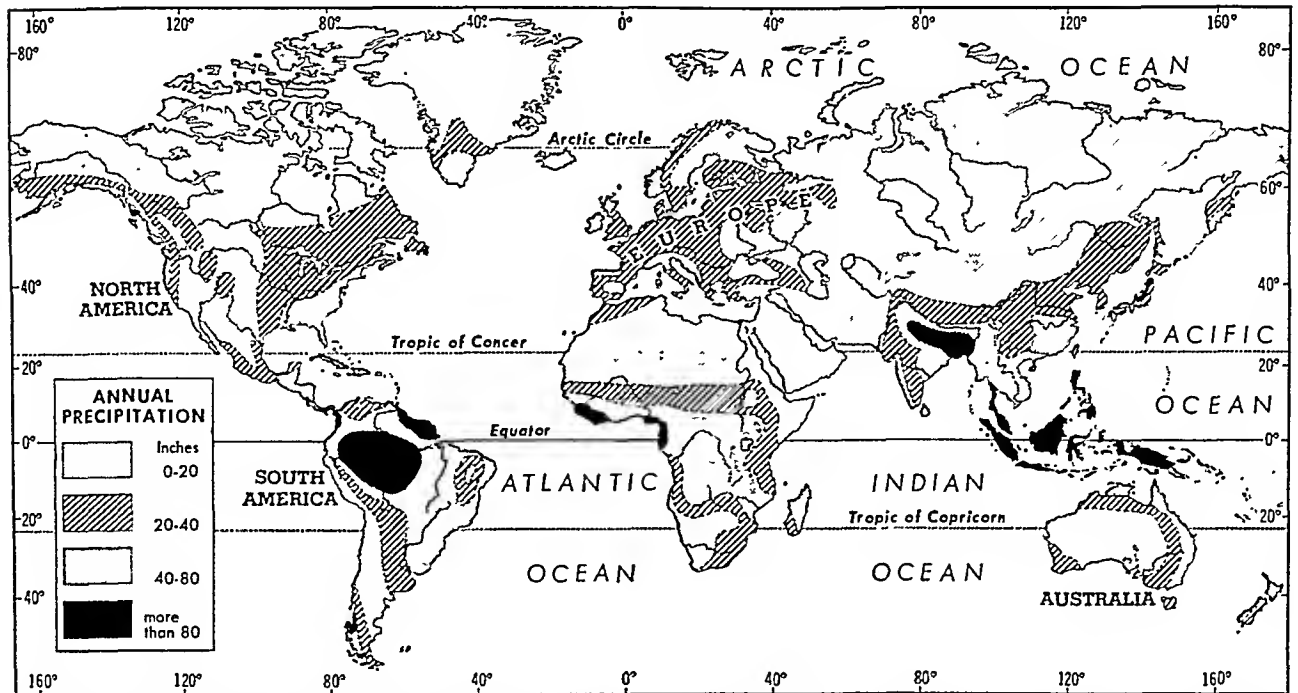 160° 120° 80° 40° 0° 40° 80° 120° 160°
80° ARCTIC OCEAN 80°
Arctic Circle
60°
EUROPE
40° NORTH AMERICA 40°
PACIFIC OCEAN
Tropic of Concer
20° 20°
ANNUAL PRECIPITATION
Inches
0-20
20-40
40-80
more than 80
0° Equator 0°
SOUTH AMERICA
ATLANTIC OCEAN
INDIAN OCEAN
20° Tropic of Copricorn 20°
40° AUSTRALIA 40°
160° 120° 80° 40° 0° 40° 80° 120° 160°